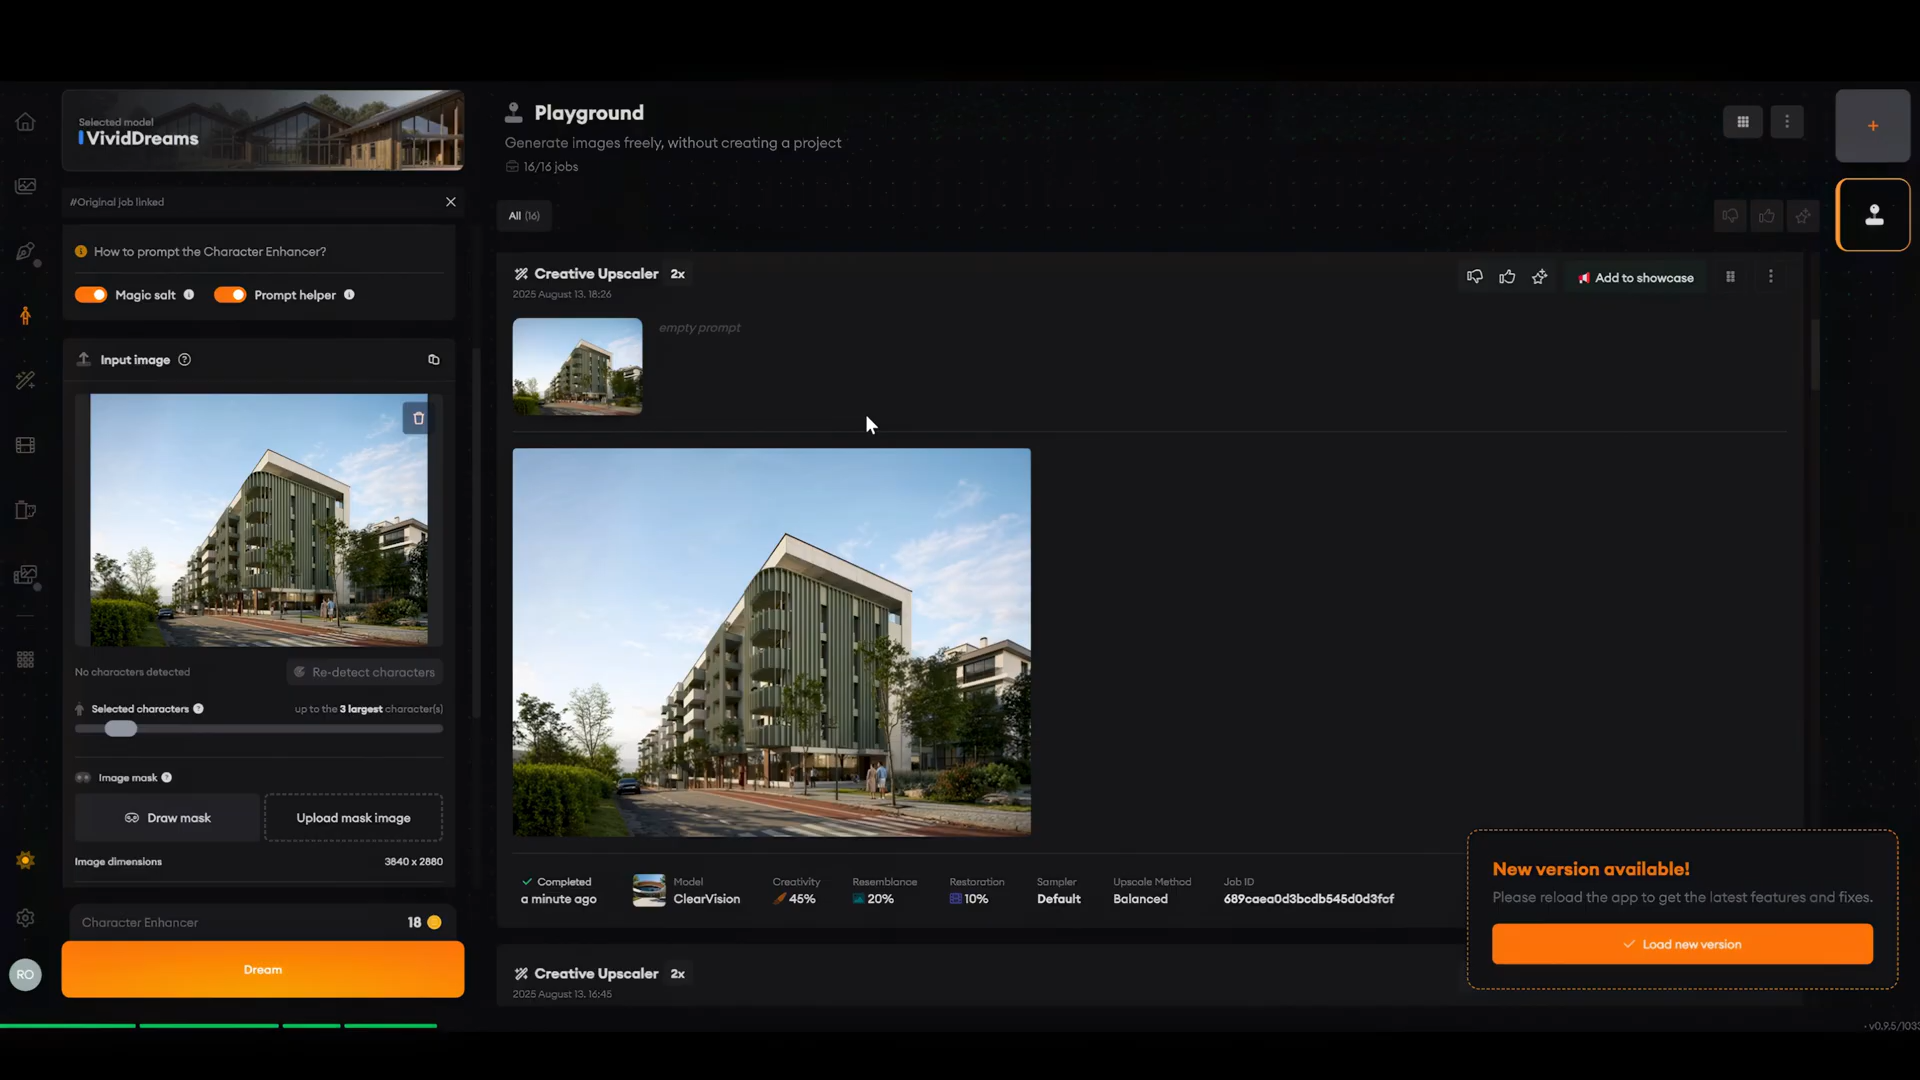 Selected model
VividDreams
#Original job linked
How to prompt the Character Enhancer?
Magic salt
Prompt helper
Input image
No characters detected
Re-detect characters
Selected characters
up to the 3 largest character(s)
Image mask
Draw mask
Upload mask image
Image dimensions
3840 x 2880
Character Enhancer
18
Dream
RO
Playground
Generate images freely, without creating a project
16/16 jobs
All (16)
Creative Upscaler 2x
2025 August 13. 18:26
Add to showcase
empty prompt
Completed
a minute ago
Model
ClearVision
Creativity
45%
Resemblance
20%
Restoration
10%
Sampler
Default
Upscale Method
Balanced
Job ID
689caea0d3bcdb545d0d3fcf
Creative Upscaler 2x
2025 August 13. 16:45
New version available!
Please reload the app to get the latest features and fixes.
Load new version
• v0.9.5/1033